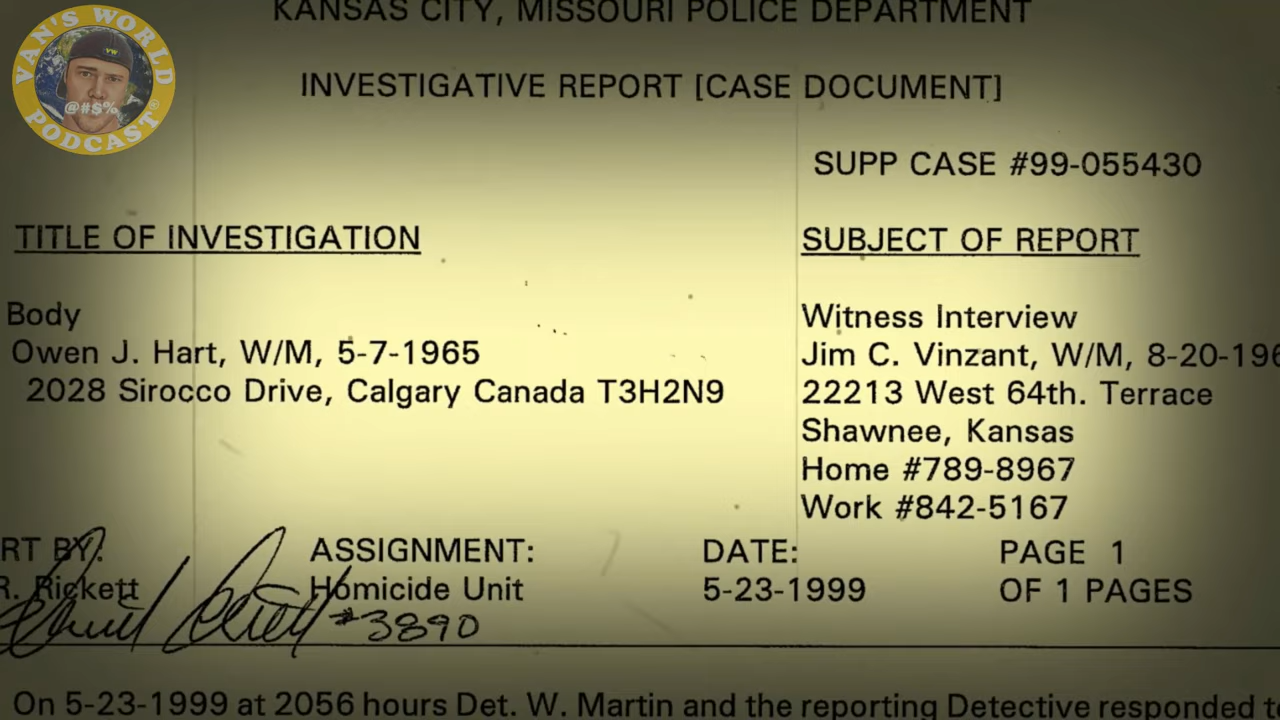 VAN'S WORLD
VW
@#$%
PODCAST®
KANSAS CITY, MISSOURI POLICE DEPARTMENT
INVESTIGATIVE REPORT [CASE DOCUMENT]
SUPP CASE #99-055430
TITLE OF INVESTIGATION
Body
Owen J. Hart, W/M, 5-7-1965
2028 Sirocco Drive, Calgary Canada T3H2N9
SUBJECT OF REPORT
Witness Interview
Jim C. Vinzant, W/M, 8-20-196
22213 West 64th. Terrace
Shawnee, Kansas
Home #789-8967
Work #842-5167
RT BY:
R. Rickett
ASSIGNMENT:
Homicide Unit
#3890
DATE:
5-23-1999
PAGE 1
OF 1 PAGES
On 5-23-1999 at 2056 hours Det. W. Martin and the reporting Detective responded t